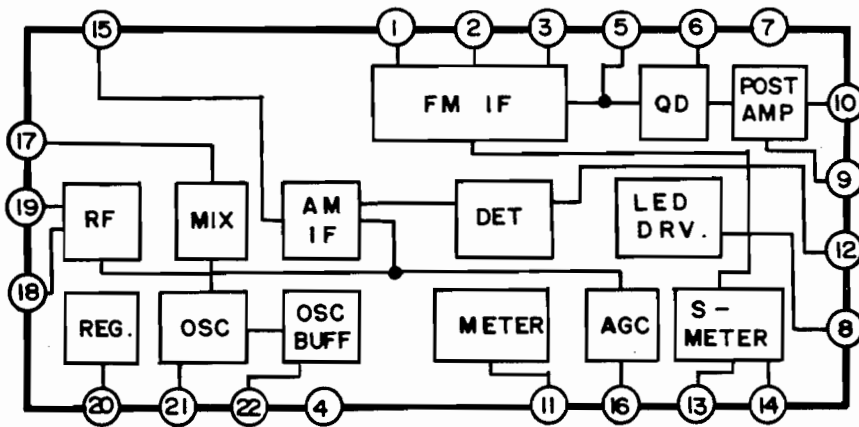 15
1
2
3
5
6
7
FM IF
QD
POST
AMP
10
17
9
19
RF
MIX
AM
IF
DET
LED
DRV.
12
18
REG.
OSC
OSC
BUFF
METER
AGC
S-
METER
8
20
21
22
4
11
16
13
14